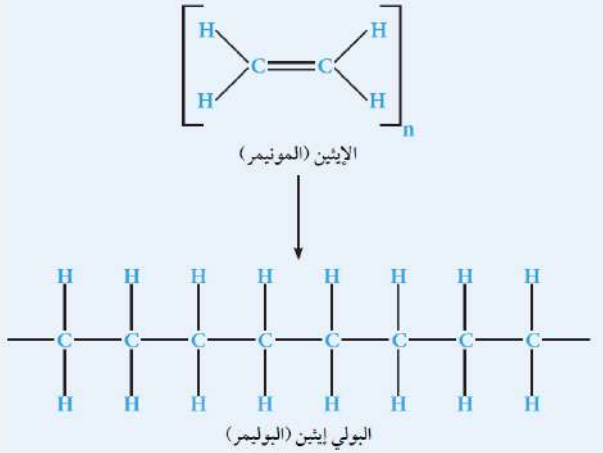 H H
C C
H H
n
الإيثين (المونيمر)
H H H H H H H H
C C C C C C C C
H H H H H H H H
البولي إيثين (البوليمر)